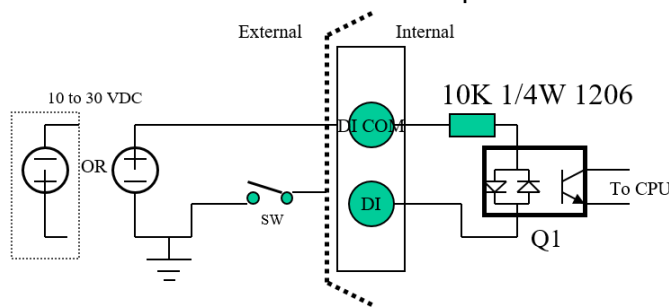 External
Internal
10 to 30 VDC
10K 1/4W 1206
DI COM
OR
To CPU
DI
SW
Q1